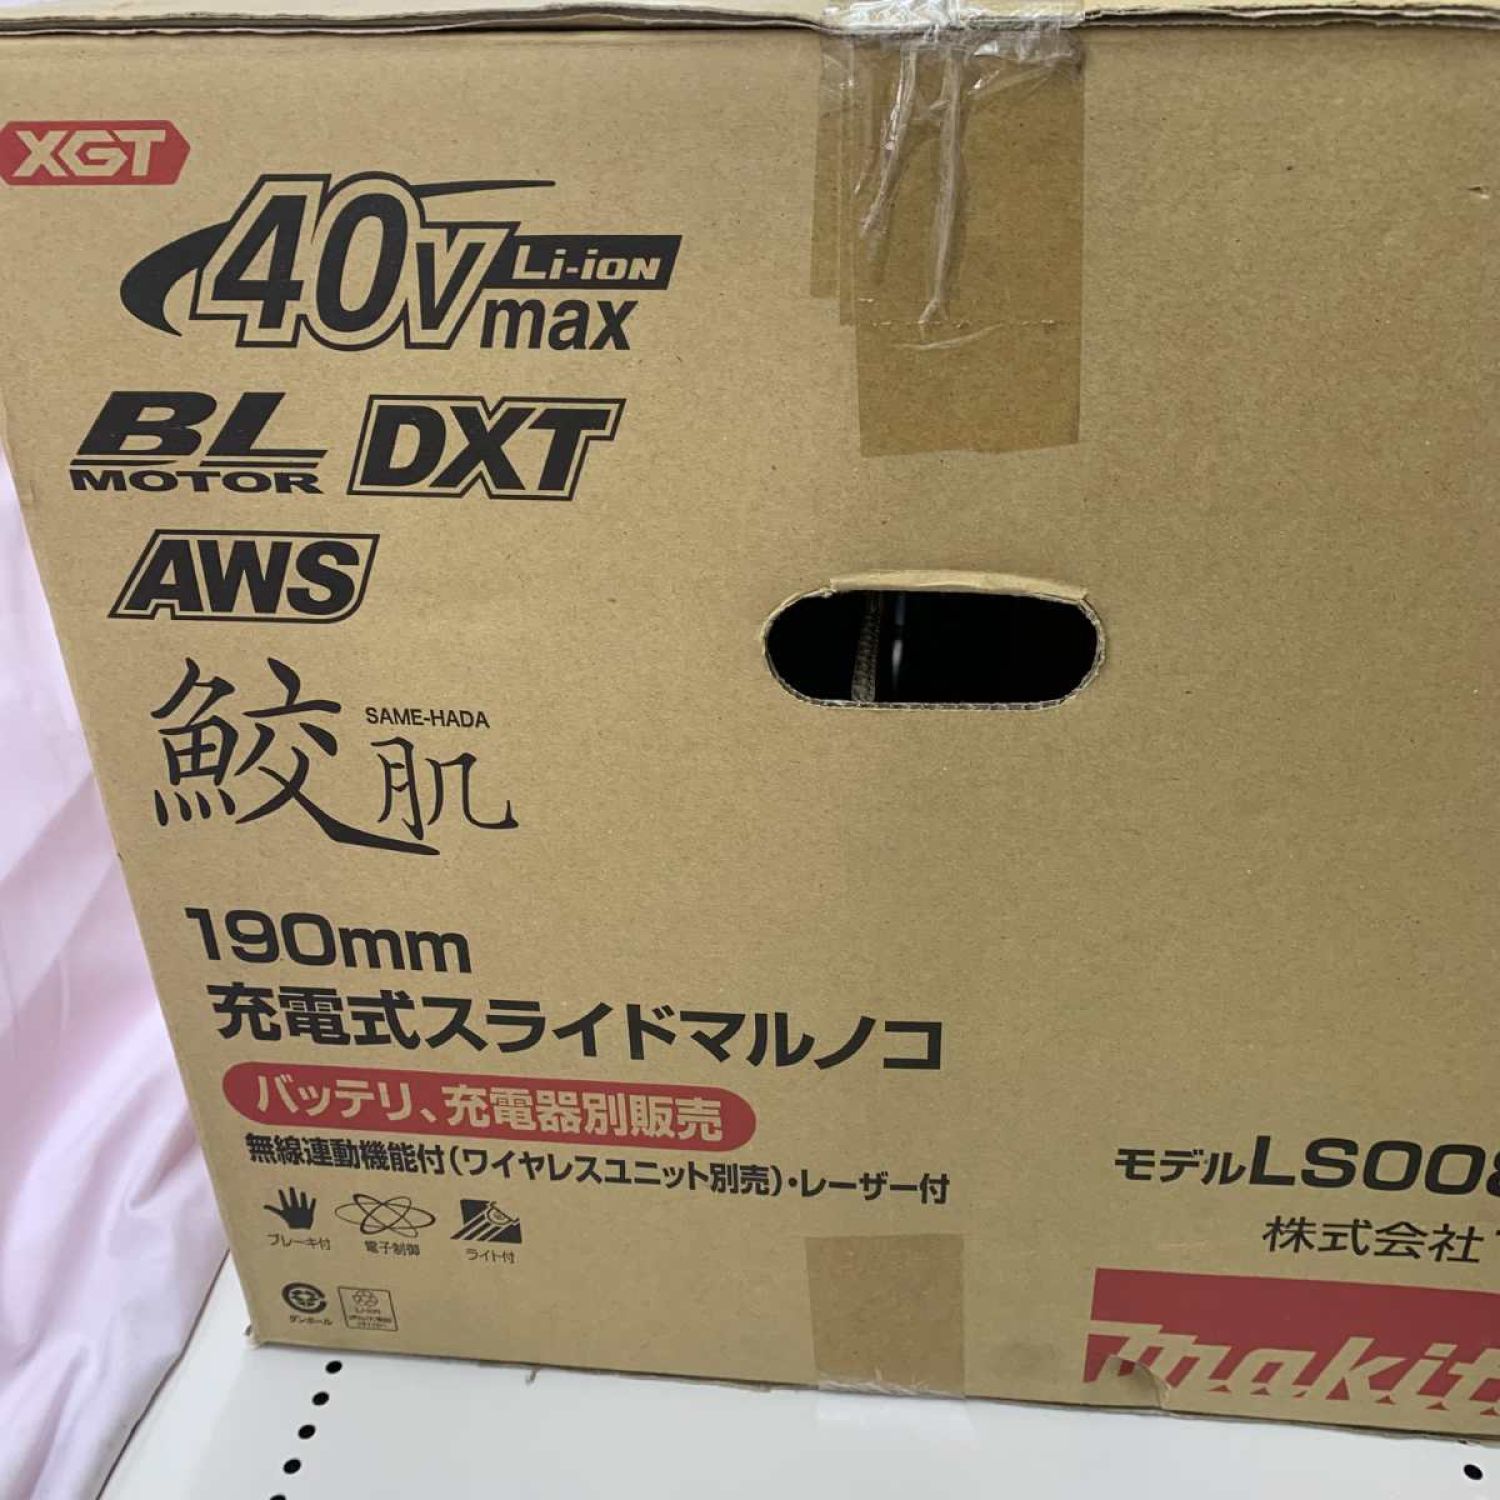 XGT
40Vmax Li-ion
BL MOTOR
DXT
AWS
鮫肌
SAME-HADA
190mm
充電式スライドマルノコ
バッテリ、充電器別販売
無線連動機能付(ワイヤレスユニット別売)・レーザー付
ブレーキ付 電子制御 ライト付
ダンボール
Li-ion
モデルLS008
株式会社
makit